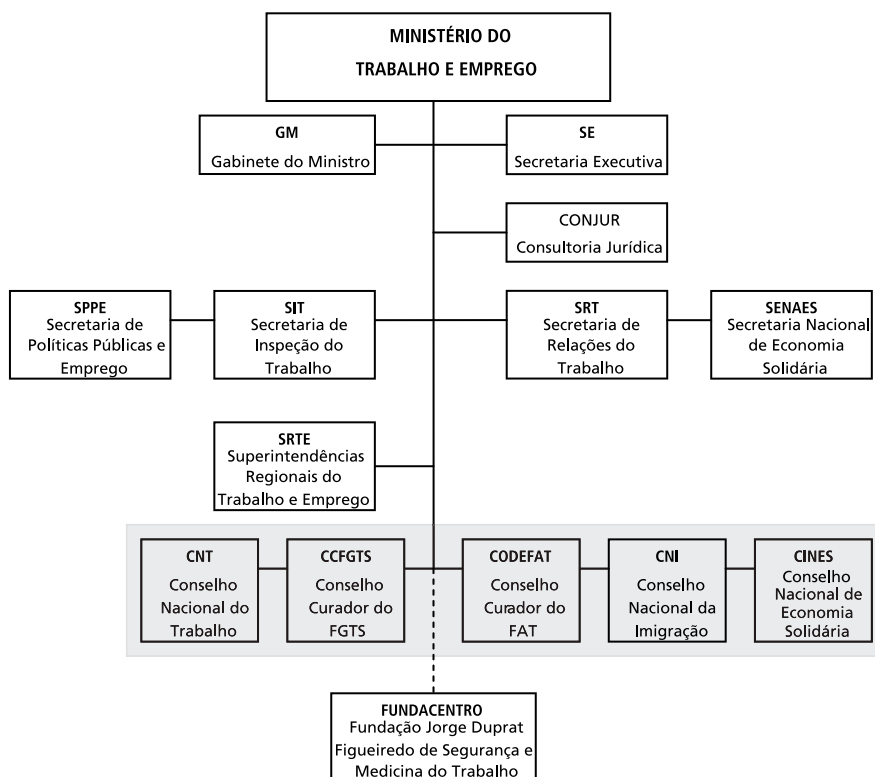 MINISTÉRIO DO
TRABALHO E EMPREGO
GM
Gabinete do Ministro
SE
Secretaria Executiva
CONJUR
Consultoria Jurídica
SPPE
Secretaria de
Políticas Públicas e
Emprego
SIT
Secretaria de
Inspeção do
Trabalho
SRT
Secretaria de
Relações do
Trabalho
SENAES
Secretaria Nacional
de Economia
Solidária
SRTE
Superintendências
Regionais do
Trabalho e Emprego
CNT
Conselho
Nacional do
Trabalho
CCFGTS
Conselho
Curador do
FGTS
CODEFAT
Conselho
Curador do
FAT
CNI
Conselho
Nacional da
Imigração
CINES
Conselho
Nacional de
Economia
Solidária
FUNDACENTRO
Fundação Jorge Duprat
Figueiredo de Segurança e
Medicina do Trabalho